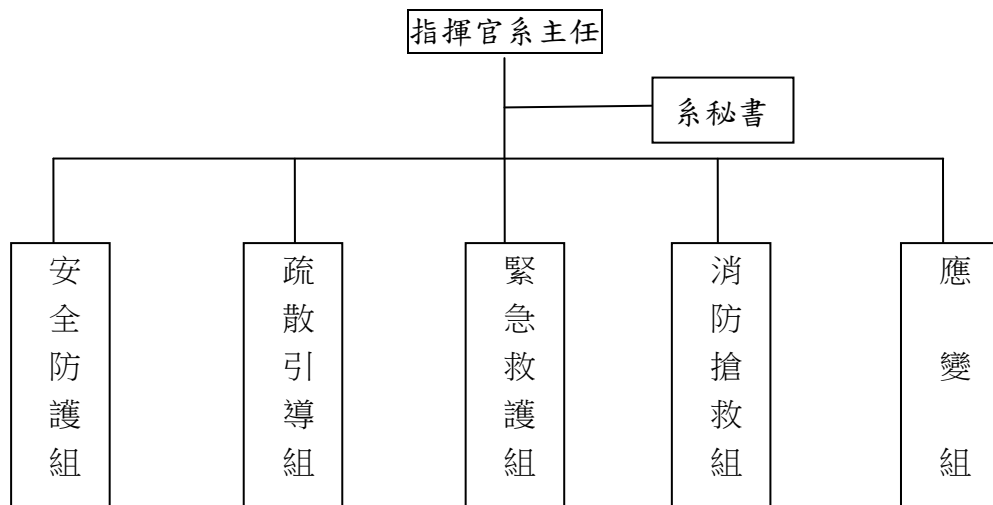 指揮官系主任
系秘書
安全防護組
疏散引導組
緊急救護組
消防搶救組
應變組